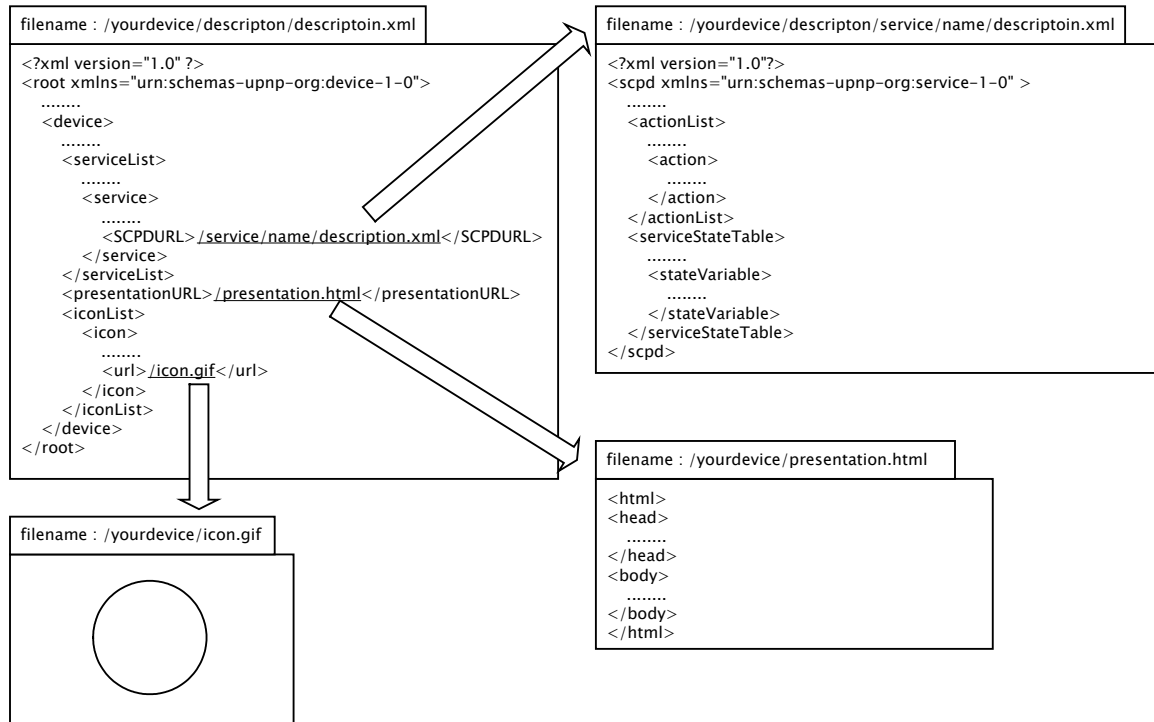 filename : /yourdevice/descripton/descriptoin.xml
<?xml version="1.0" ?>
<root xmlns="urn:schemas-upnp-org:device-1-0">
........
<device>
........
<serviceList>
........
<service>
........
<SCPDURL>/service/name/description.xml</SCPDURL>
</service>
</serviceList>
<presentationURL>/presentation.html</presentationURL>
<iconList>
<icon>
........
<url>/icon.gif</url>
</icon>
</iconList>
</device>
</root>
filename : /yourdevice/descripton/service/name/descriptoin.xml
<?xml version="1.0"?>
<scpd xmlns="urn:schemas-upnp-org:service-1-0" >
........
<actionList>
........
<action>
........
</action>
</actionList>
<serviceStateTable>
........
<stateVariable>
........
</stateVariable>
</serviceStateTable>
</scpd>
filename : /yourdevice/presentation.html
<html>
<head>
........
</head>
<body>
........
</body>
</html>
filename : /yourdevice/icon.gif